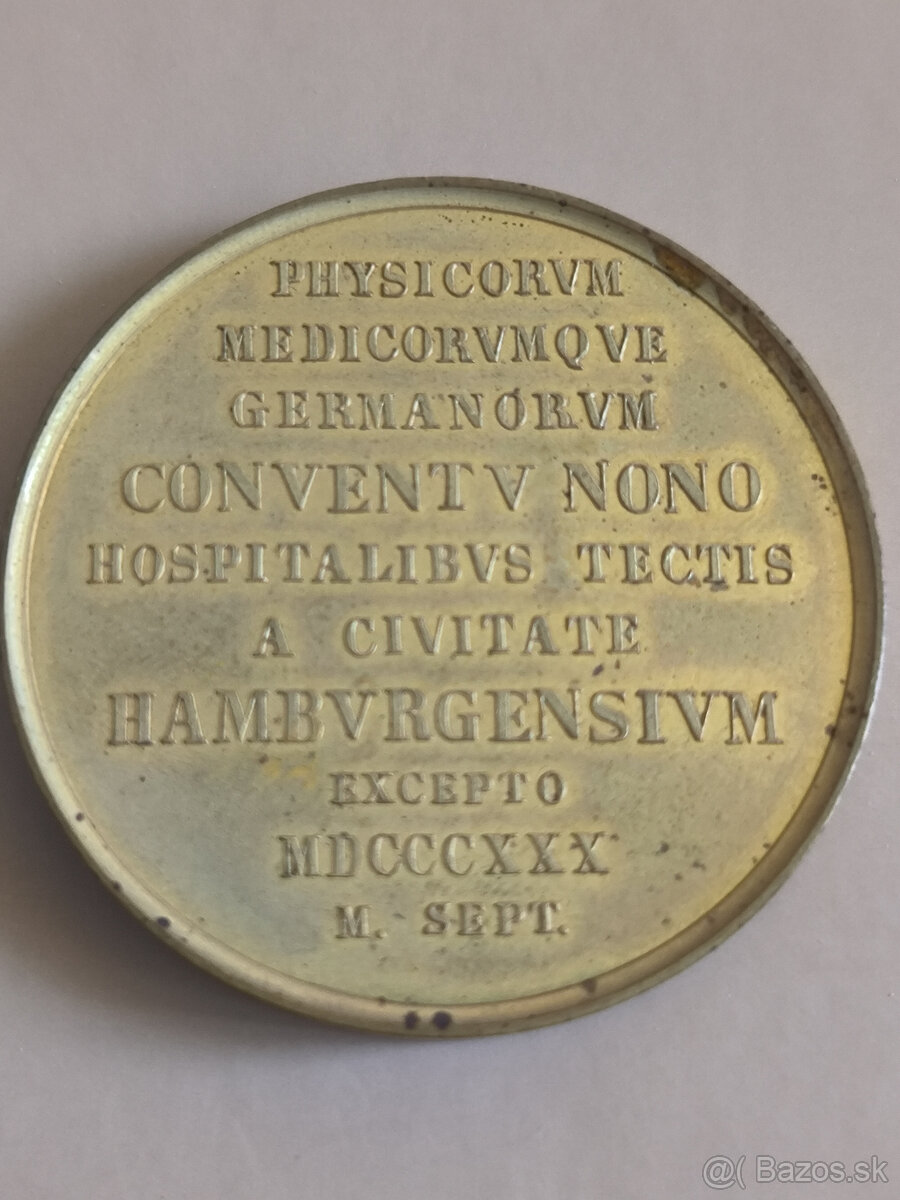 PHYSICORVM
MEDICORVMQVE
GERMANORVM
CONVENTV NONO
HOSPITALIBVS TECTIS
A CIVITATE
HAMBVRGENSIVM
EXCEPTO
MDCCCXXX
M. SEPT.
@( Bazos.sk